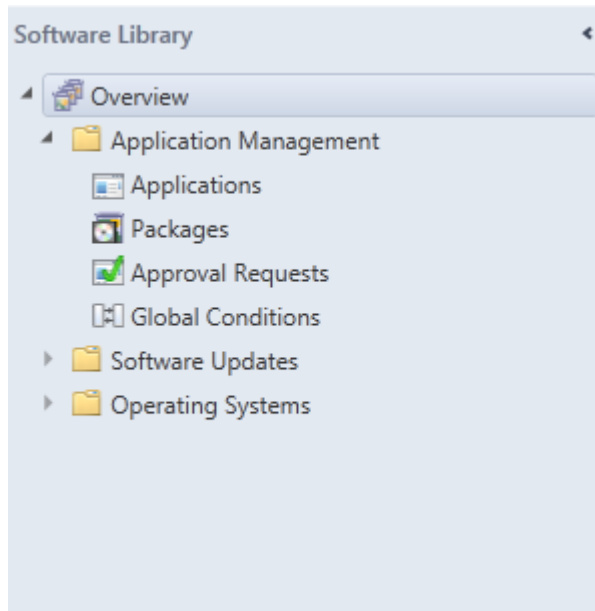 Software Library
Overview
Application Management
Applications
Packages
Approval Requests
Global Conditions
Software Updates
Operating Systems